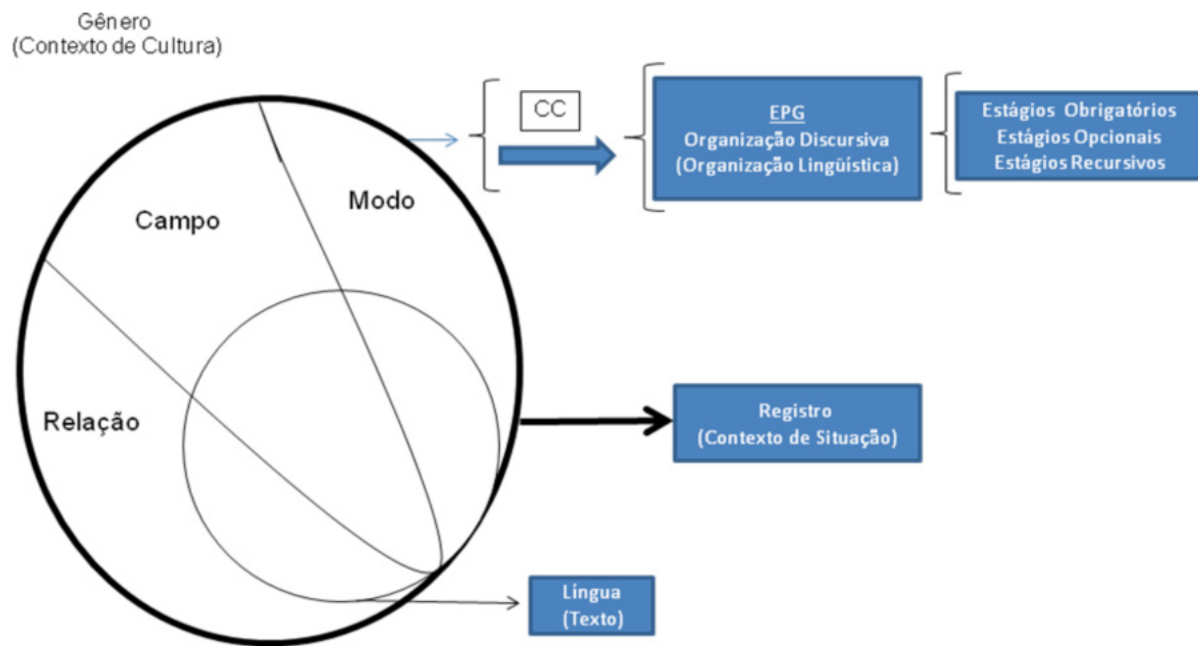 Gênero
(Contexto de Cultura)
CC
EPG
Organização Discursiva
(Organização Lingüística)
Estágios Obrigatórios
Estágios Opcionais
Estágios Recursivos
Modo
Campo
Relação
Registro
(Contexto de Situação)
Língua
(Texto)